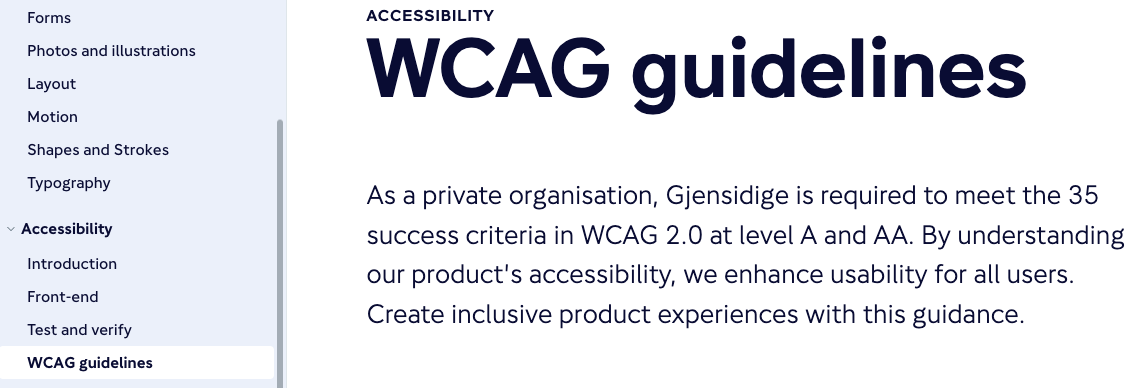 Forms
Photos and illustrations
Layout
Motion
Shapes and Strokes
Typography
Accessibility
Introduction
Front-end
Test and verify
WCAG guidelines
ACCESSIBILITY
WCAG guidelines
As a private organisation, Gjensidige is required to meet the 35
success criteria in WCAG 2.0 at level A and AA. By understanding
our product's accessibility, we enhance usability for all users.
Create inclusive product experiences with this guidance.